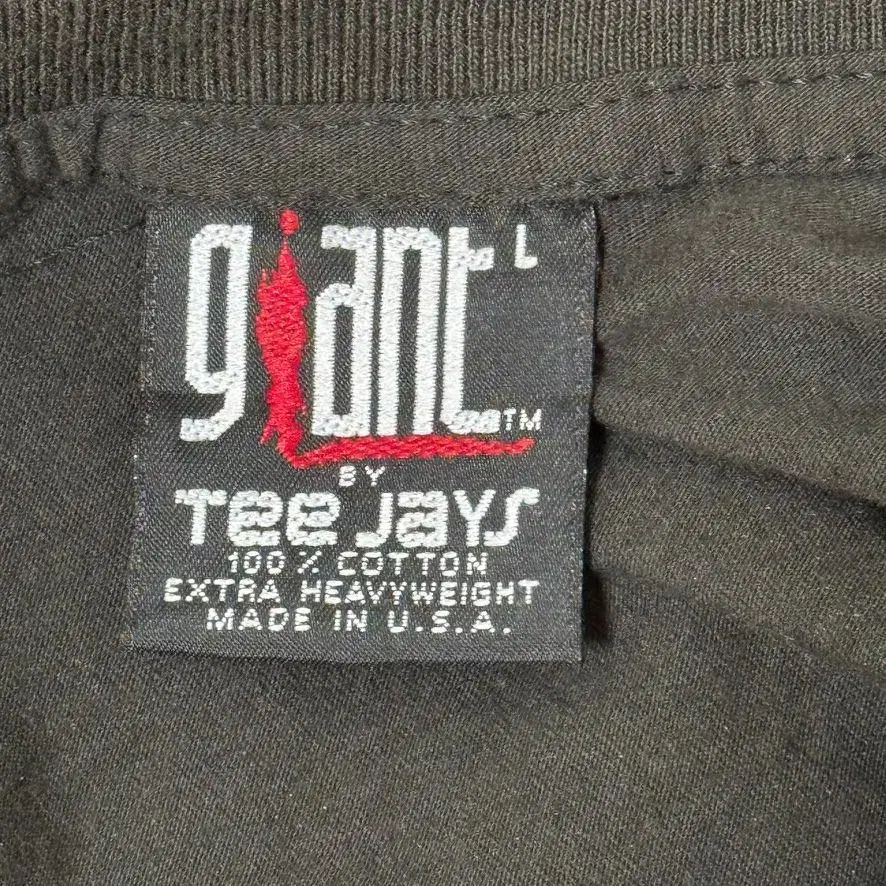 giant L
TM
BY
Tee Jays
100% COTTON
EXTRA HEAVYWEIGHT
MADE IN U.S.A.